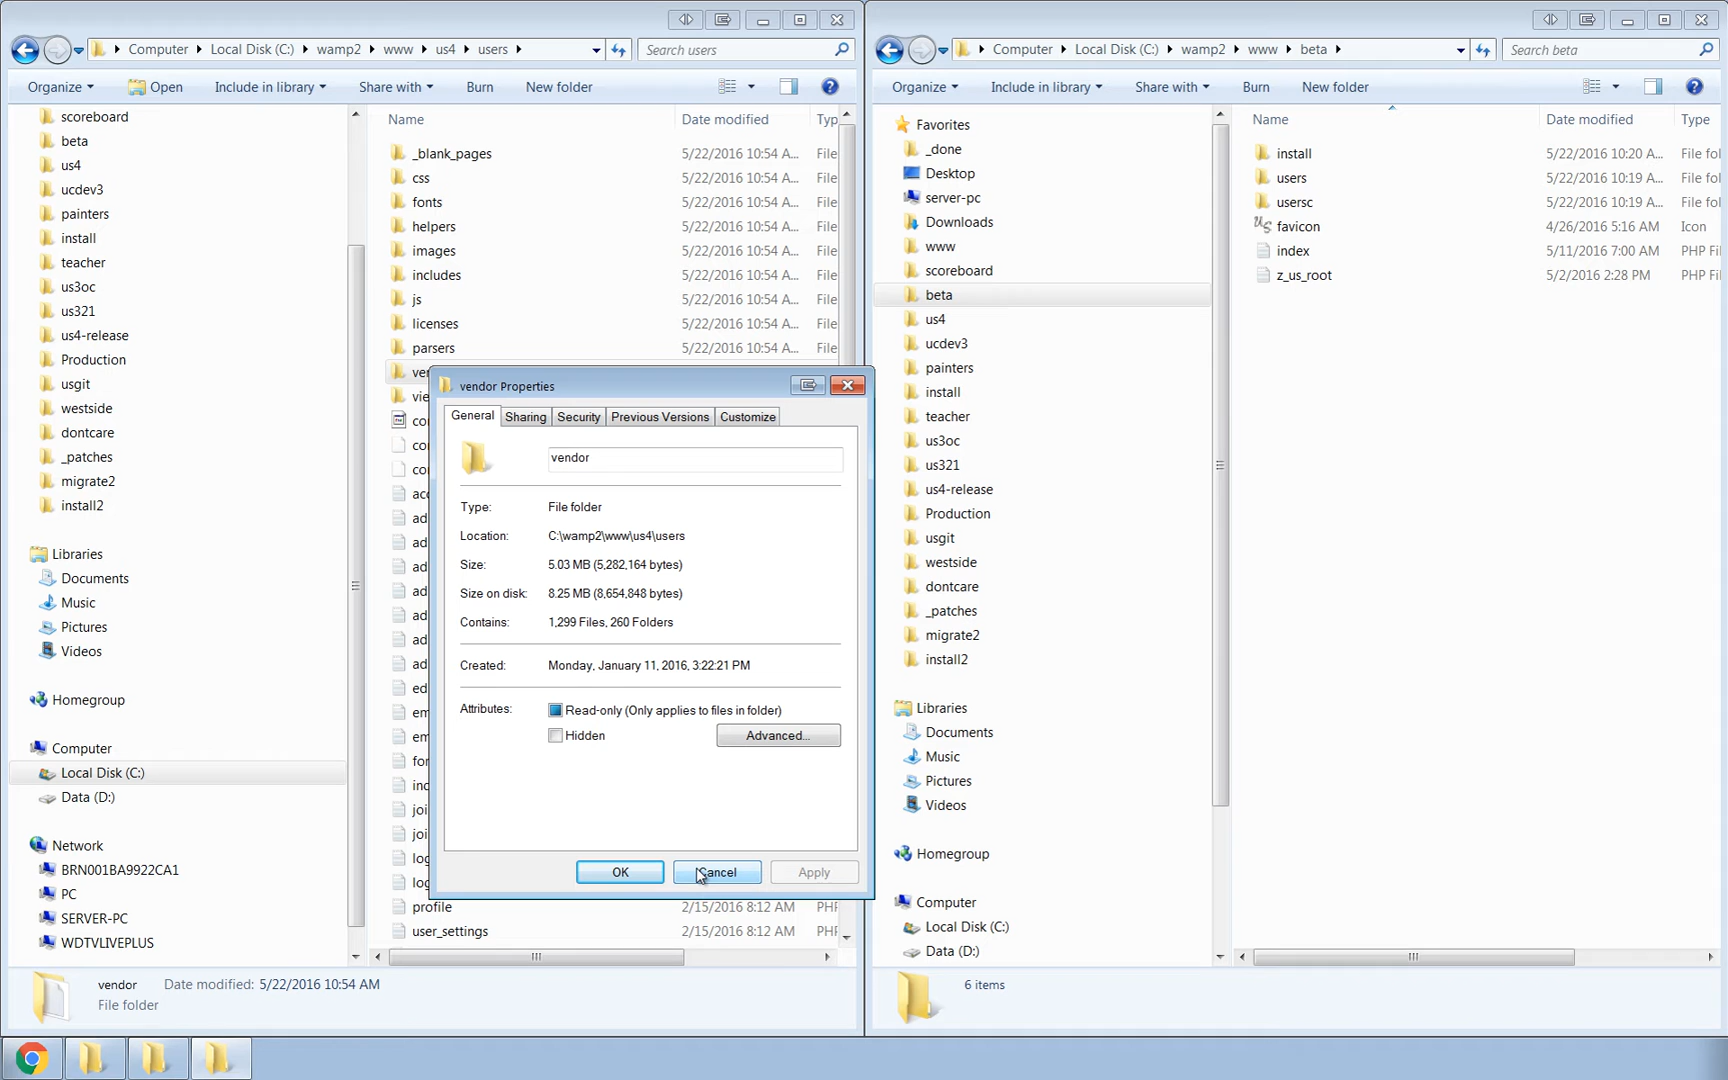 Computer Local Disk (C:) wamp2 www us4 users
Search users
Organize Open Include in library Share with Burn New folder
scoreboard
beta
us4
ucdev3
painters
install
teacher
us3oc
us321
us4-release
Production
usgit
westside
dontcare
_patches
migrate2
install2
Libraries
Documents
Music
Pictures
Videos
Homegroup
Computer
Local Disk (C:)
Data (D:)
Network
BRN001BA9922CA1
PC
SERVER-PC
WDTVLIVEPLUS
Name Date modified Typ
_blank_pages 5/22/2016 10:54 A... File
css 5/22/2016 10:54 A... File
fonts 5/22/2016 10:54 A... File
helpers 5/22/2016 10:54 A... File
images 5/22/2016 10:54 A... File
includes 5/22/2016 10:54 A... File
js 5/22/2016 10:54 A... File
licenses 5/22/2016 10:54 A... File
parsers 5/22/2016 10:54 A... File
profile 2/15/2016 8:12 AM PHP
user_settings 2/15/2016 8:12 AM PHP
vendor Properties
General Sharing Security Previous Versions Customize
vendor
Type: File folder
Location: C:\wamp2\www\us4\users
Size: 5.03 MB (5,282,164 bytes)
Size on disk: 8.25 MB (8,654,848 bytes)
Contains: 1,299 Files, 260 Folders
Created: Monday, January 11, 2016, 3:22:21 PM
Attributes: Read-only (Only applies to files in folder)
Hidden Advanced...
OK Cancel Apply
vendor Date modified: 5/22/2016 10:54 AM
File folder
Computer Local Disk (C:) wamp2 www beta
Search beta
Organize Include in library Share with Burn New folder
Favorites
_done
Desktop
server-pc
Downloads
www
scoreboard
beta
us4
ucdev3
painters
install
teacher
us3oc
us321
us4-release
Production
usgit
westside
dontcare
_patches
migrate2
install2
Libraries
Documents
Music
Pictures
Videos
Homegroup
Computer
Local Disk (C:)
Data (D:)
Name Date modified Type
install 5/22/2016 10:20 A... File fol
users 5/22/2016 10:19 A... File fol
usersc 5/22/2016 10:19 A... File fol
favicon 4/26/2016 5:16 AM Icon
index 5/11/2016 7:00 AM PHP Fi
z_us_root 5/2/2016 2:28 PM PHP Fi
6 items